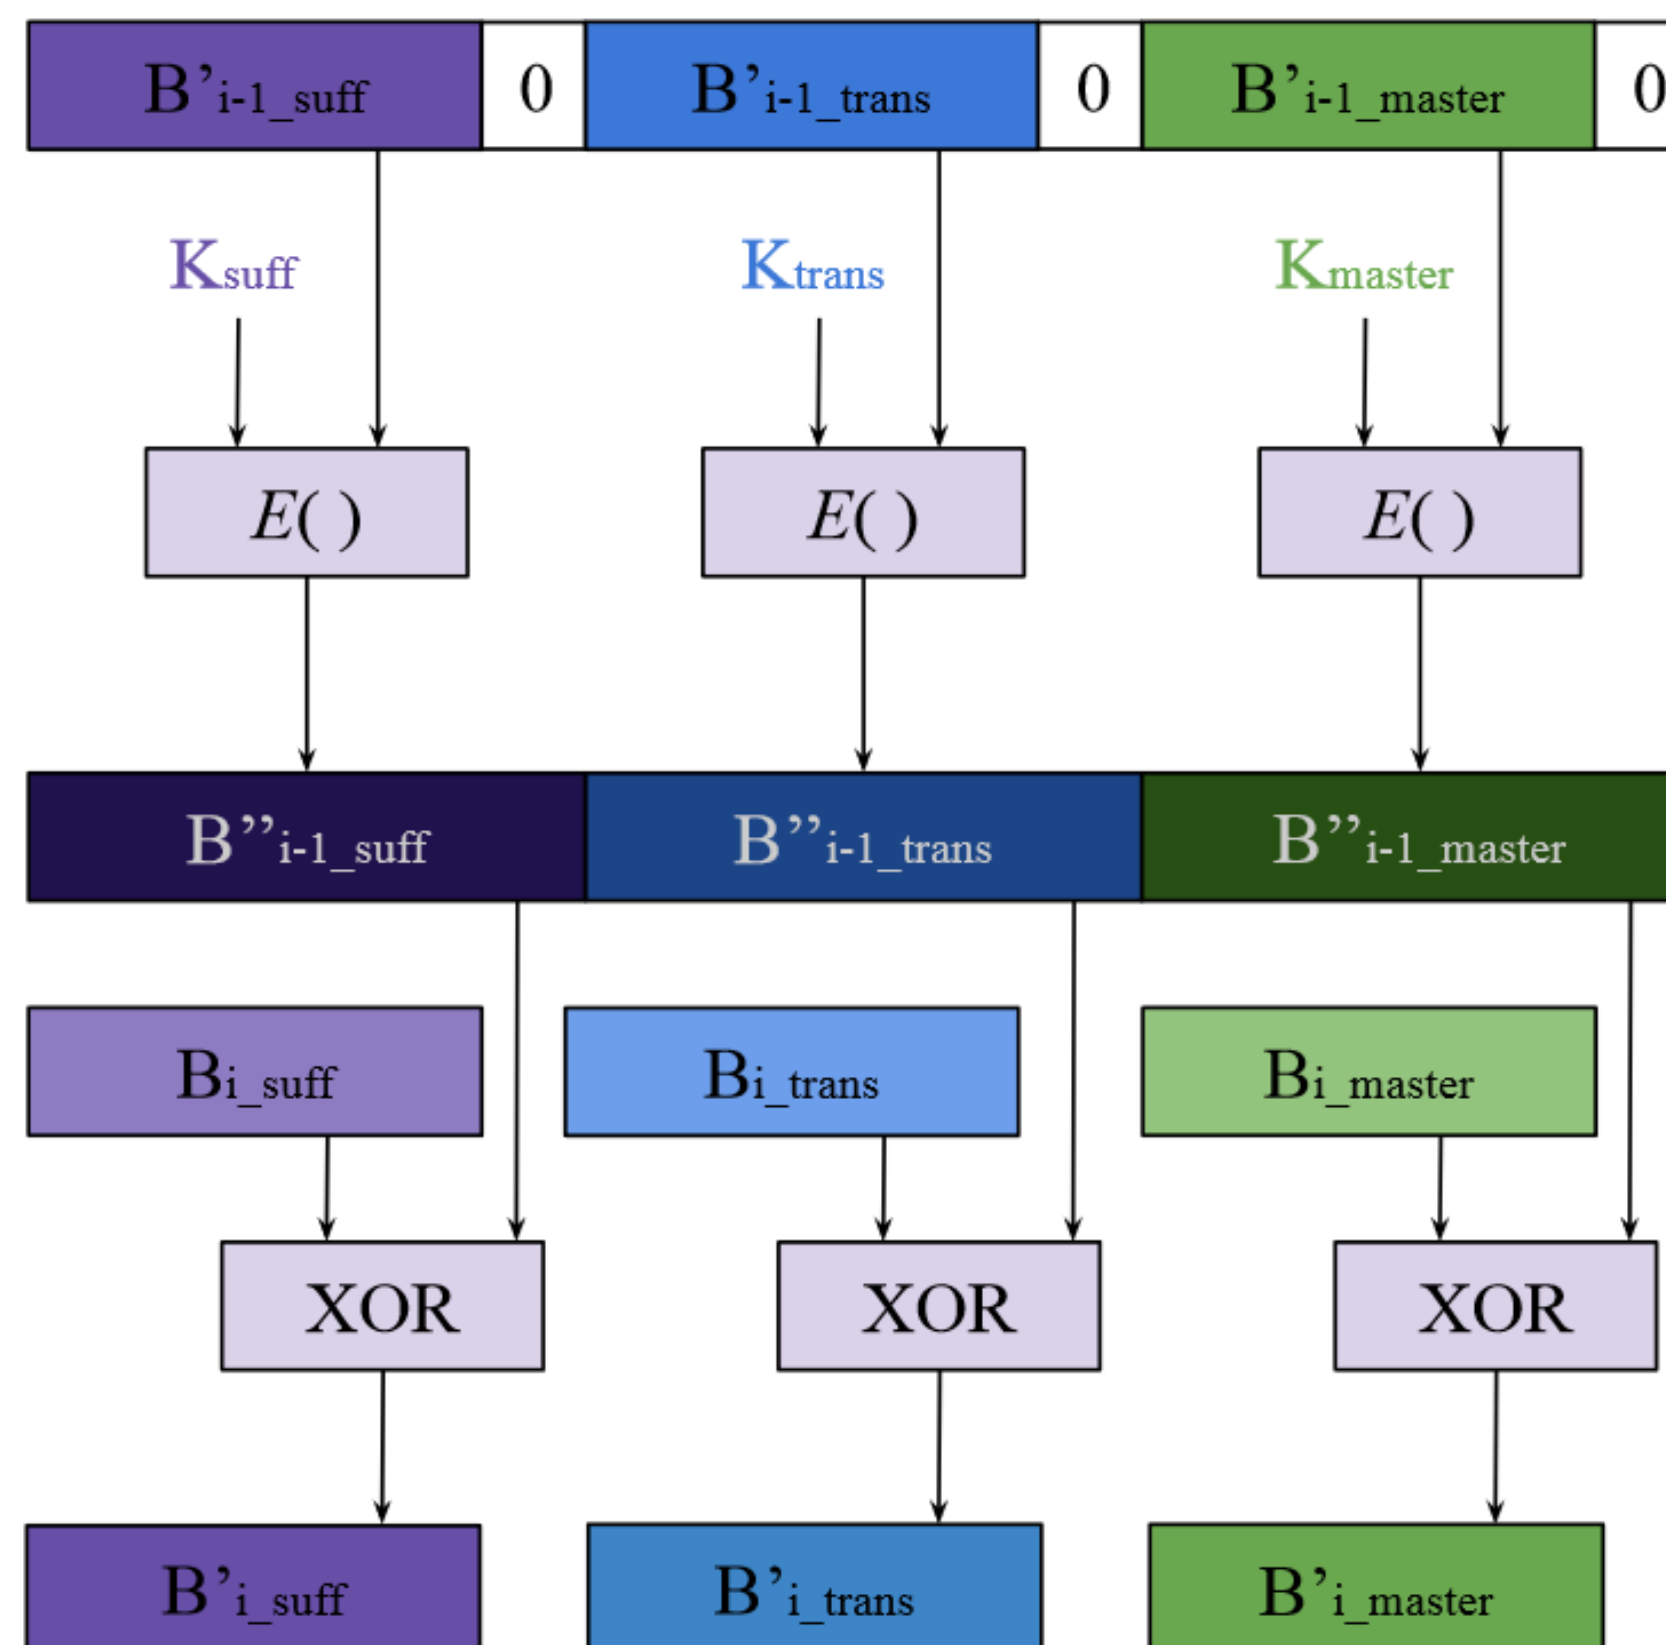 B’i-1_suff 0 B’i-1_trans 0 B’i-1_master 0
Ksuff Ktrans Kmaster
E( ) E( ) E( )
B’’i-1_suff B’’i-1_trans B’’i-1_master
Bi_suff Bi_trans Bi_master
XOR XOR XOR
B’i_suff B’i_trans B’i_master